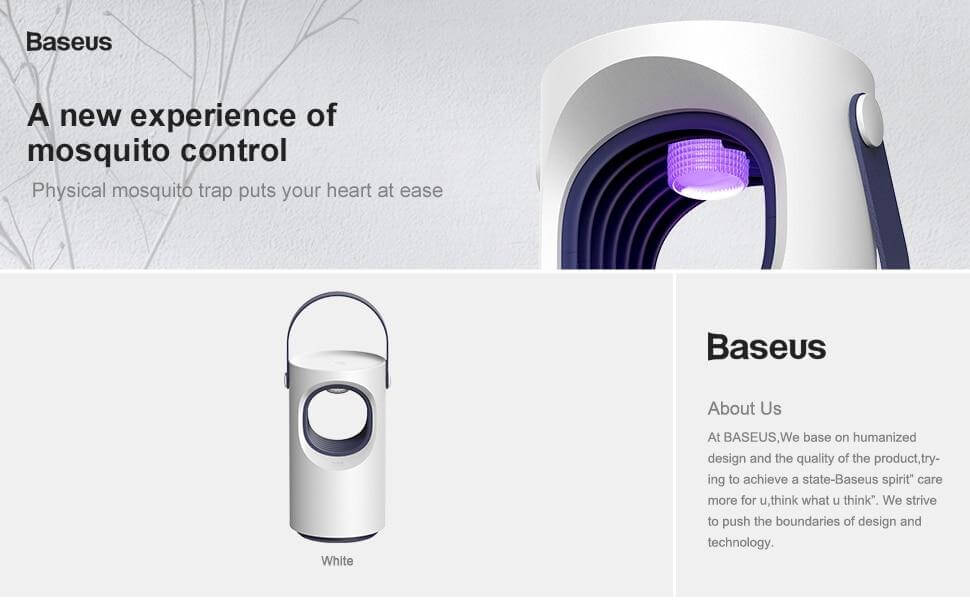 Baseus
A new experience of
mosquito control
Physical mosquito trap puts your heart at ease
White
Baseus
About Us
At BASEUS,We base on humanized
design and the quality of the product,try-
ing to achieve a state-Baseus spirit" care
more for u,think what u think". We strive
to push the boundaries of design and
technology.